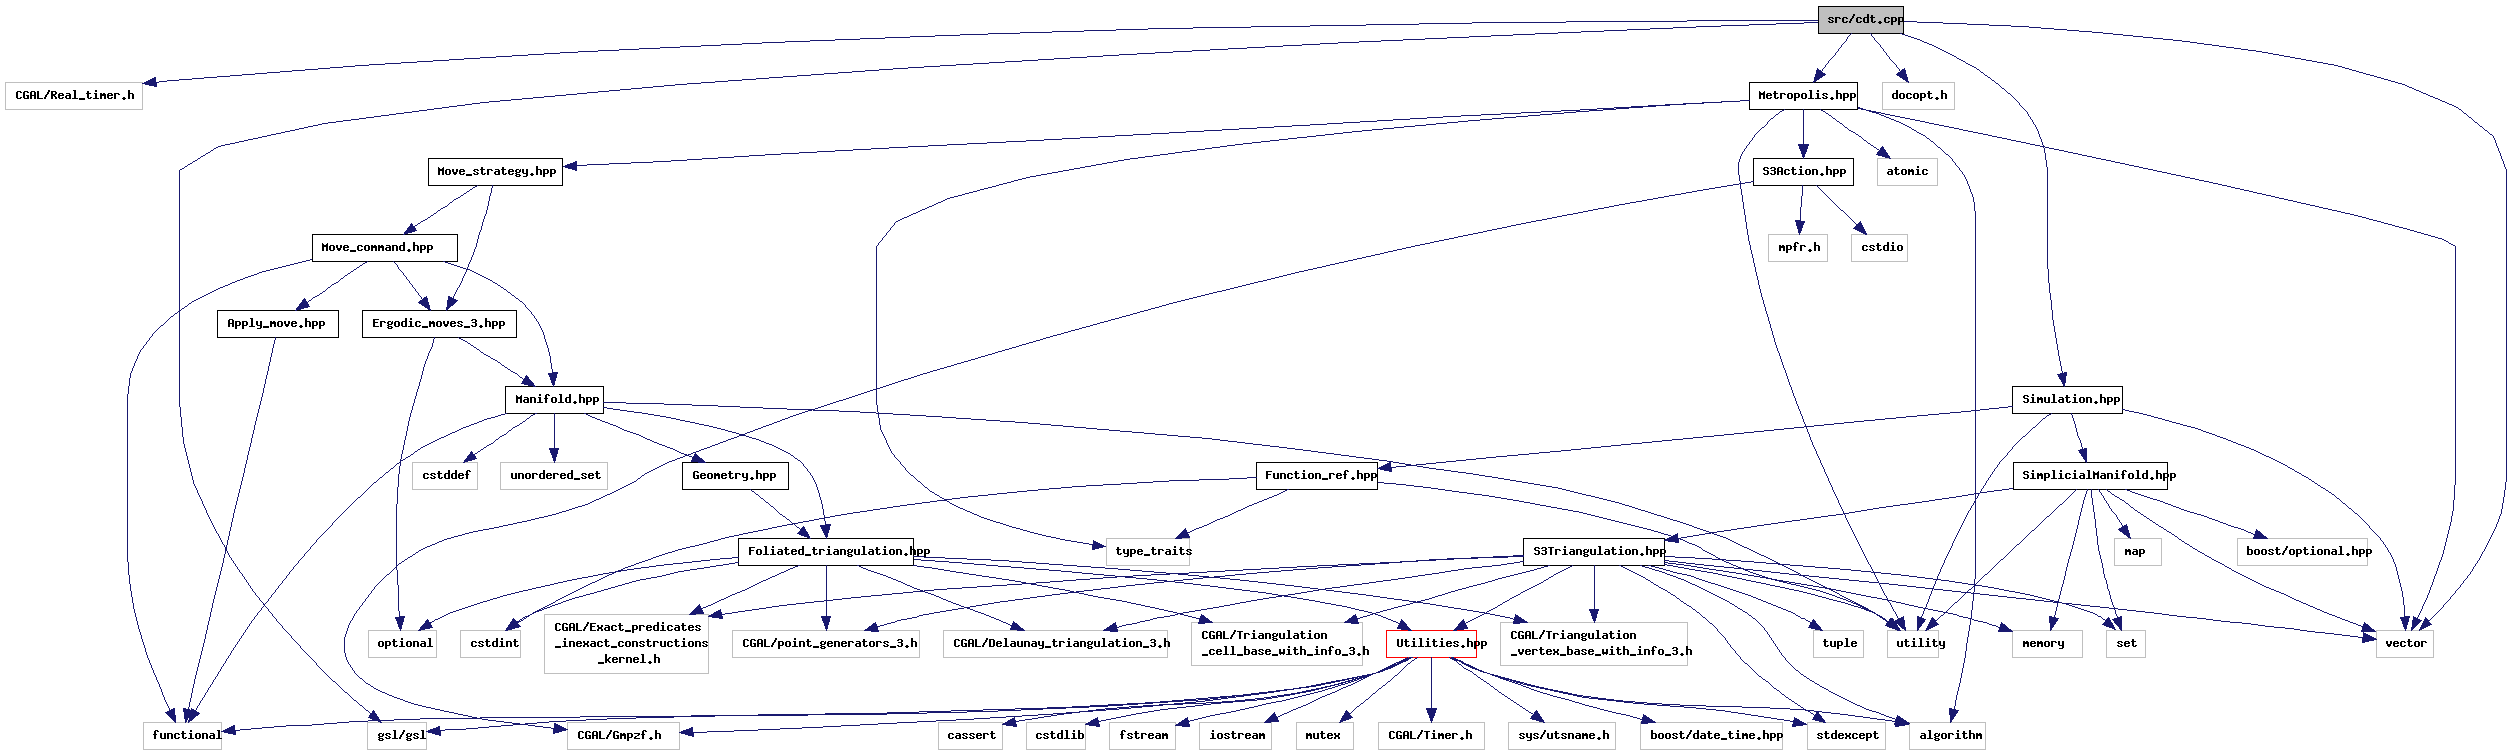 src/cdt.cpp
CGAL/Real_timer.h
Metropolis.hpp
docopt.h
Move_strategy.hpp
S3Action.hpp
atomic
Move_command.hpp
mpfr.h
cstdio
Apply_move.hpp
Ergodic_moves_3.hpp
Manifold.hpp
Simulation.hpp
cstddef
unordered_set
Geometry.hpp
Function_ref.hpp
SimplicialManifold.hpp
Foliated_triangulation.hpp
type_traits
S3Triangulation.hpp
map
boost/optional.hpp
optional
cstdint
CGAL/Exact_predicates
_inexact_constructions
_kernel.h
CGAL/point_generators_3.h
CGAL/Delaunay_triangulation_3.h
CGAL/Triangulation
_cell_base_with_info_3.h
Utilities.hpp
CGAL/Triangulation
_vertex_base_with_info_3.h
tuple
utility
memory
set
vector
functional
gsl/gsl
CGAL/Gmpzf.h
cassert
cstdlib
fstream
iostream
mutex
CGAL/Timer.h
sys/utsname.h
boost/date_time.hpp
stdexcept
algorithm